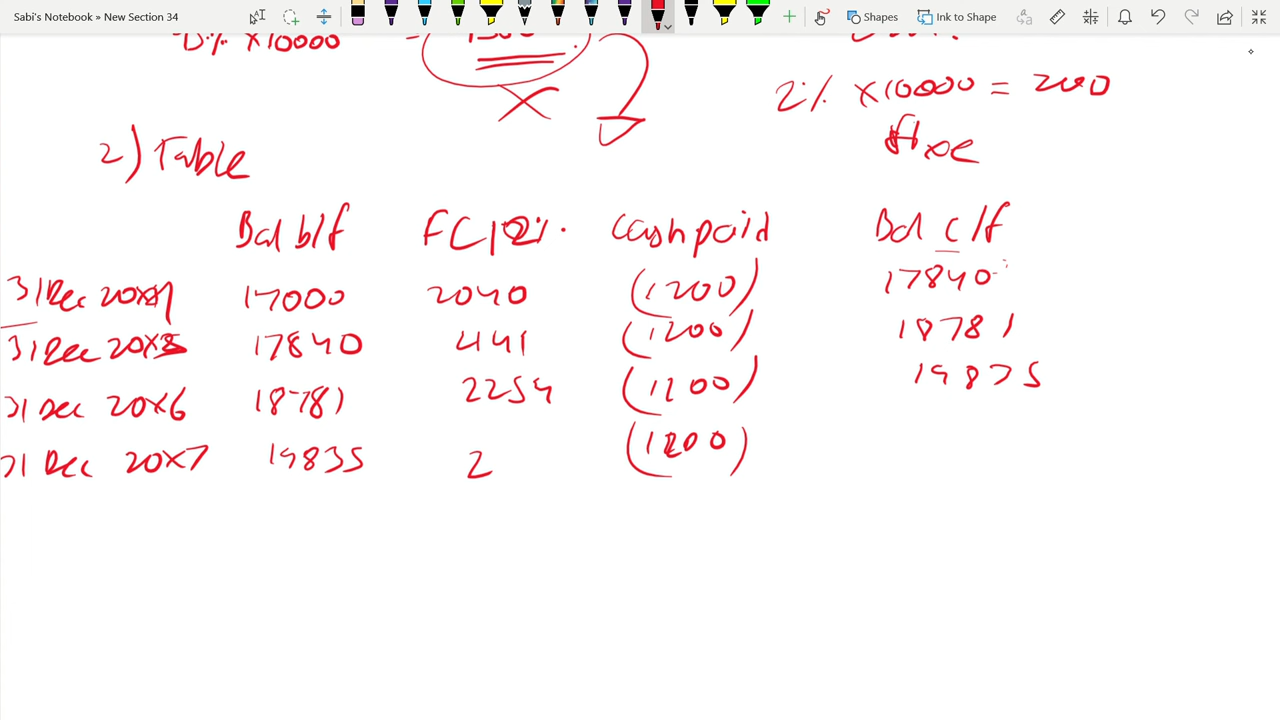 Sabi's Notebook » New Section 34
Shapes
Ink to Shape
% x10000 =
2% x10000 = 200
2) Table
Bal b/f FC 12% Cash paid Bal c/f
31 Dec 17000 2040 (1200) 17840
31 Dec 17840 441 (1200) 18781
31 Dec 20x6 18781 2254 (1200) 19835
31 Dec 20x7 19835 2 (1200)